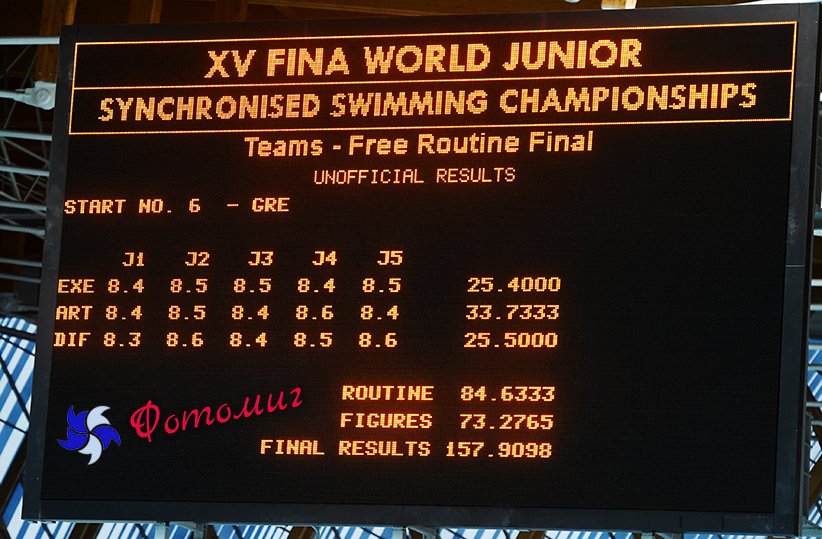 XV FINA WORLD JUNIOR
SYNCHRONISED SWIMMING CHAMPIONSHIPS
Teams - Free Routine Final
UNOFFICIAL RESULTS
START NO. 6 - GRE
J1 J2 J3 J4 J5
EXE 8.4 8.5 8.5 8.4 8.5 25.4000
ART 8.4 8.5 8.4 8.6 8.4 33.7333
DIF 8.3 8.6 8.4 8.5 8.6 25.5000
ROUTINE 84.6333
FIGURES 73.2765
FINAL RESULTS 157.9098
Фотомиг